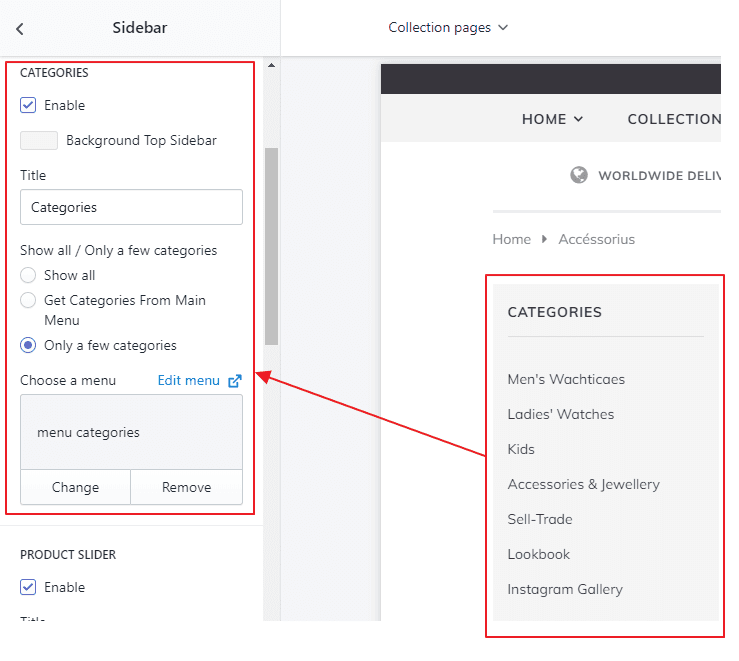 Sidebar
Collection pages
CATEGORIES
Enable
Background Top Sidebar
Title
Categories
Show all / Only a few categories
Show all
Get Categories From Main
Menu
Only a few categories
Choose a menu Edit menu
menu categories
Change Remove
PRODUCT SLIDER
Enable
Title
HOME COLLECTION
WORLDWIDE DELIV
Home Accéssorius
CATEGORIES
Men's Wachticaes
Ladies' Watches
Kids
Accessories & Jewellery
Sell-Trade
Lookbook
Instagram Gallery